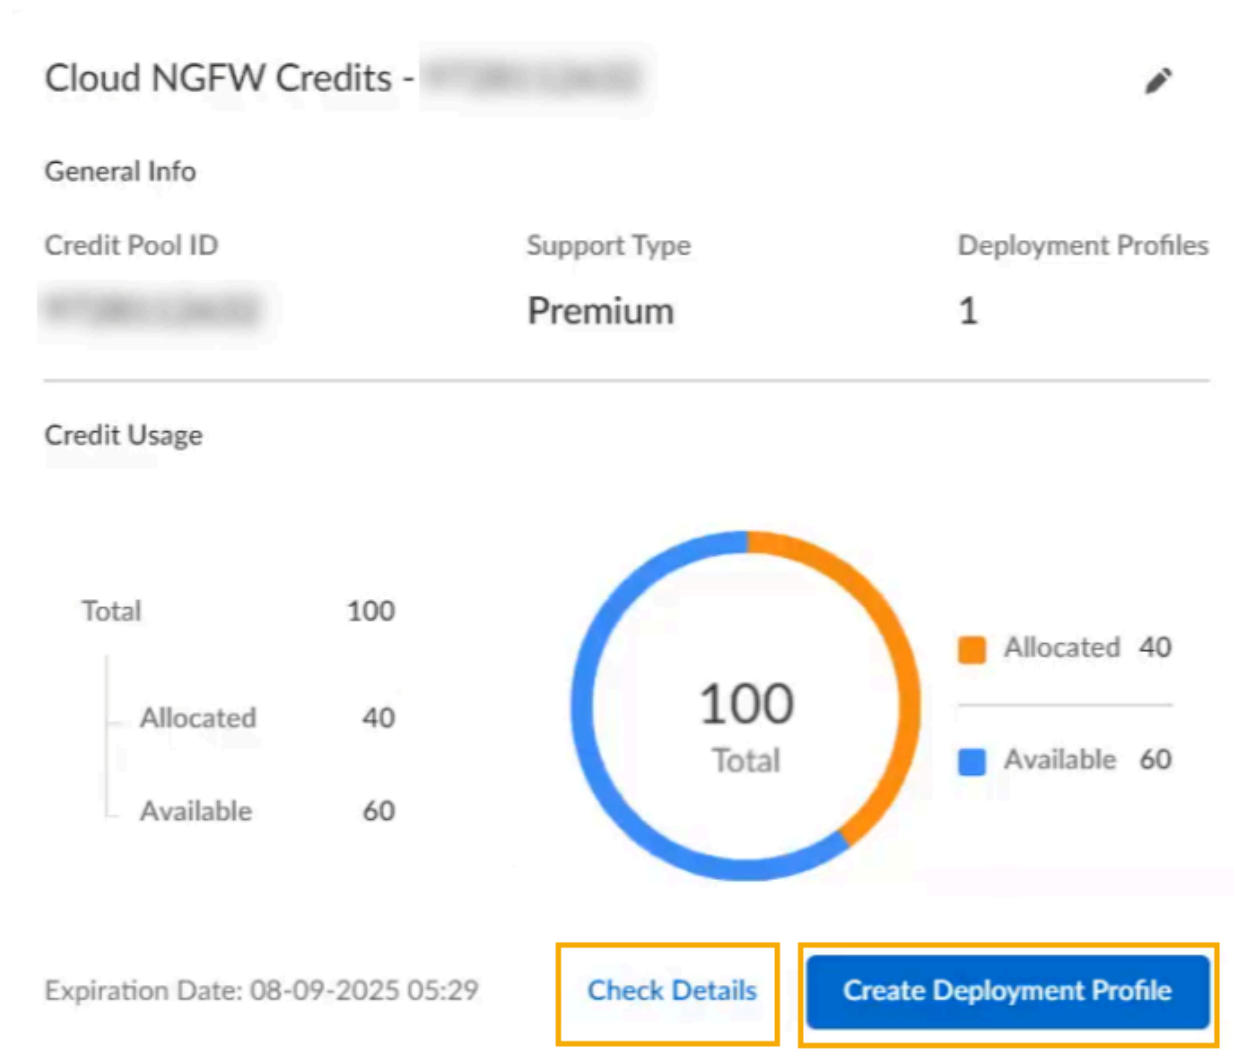 Cloud NGFW Credits -
General Info
Credit Pool ID Support Type Deployment Profiles
Premium 1
Credit Usage
Total 100
Allocated 40
Available 60
100
Total
Allocated 40
Available 60
Expiration Date: 08-09-2025 05:29 Check Details Create Deployment Profile